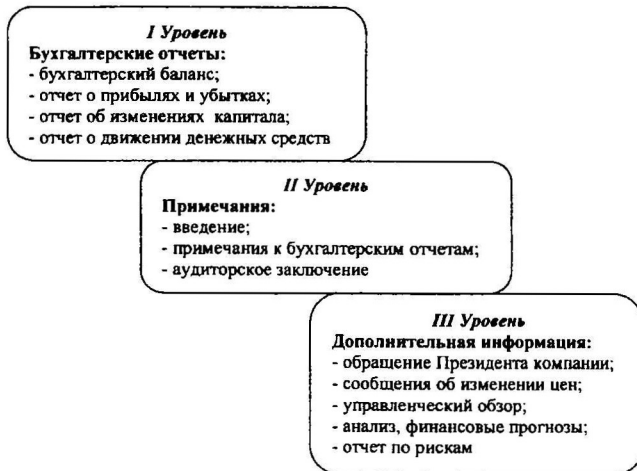 I Уровень
Бухгалтерские отчеты:
- бухгалтерский баланс;
- отчет о прибылях и убытках;
- отчет об изменениях капитала;
- отчет о движении денежных средств
II Уровень
Примечания:
- введение;
- примечания к бухгалтерским отчетам;
- аудиторское заключение
III Уровень
Дополнительная информация:
- обращение Президента компании;
- сообщения об изменении цен;
- управленческий обзор;
- анализ, финансовые прогнозы;
- отчет по рискам